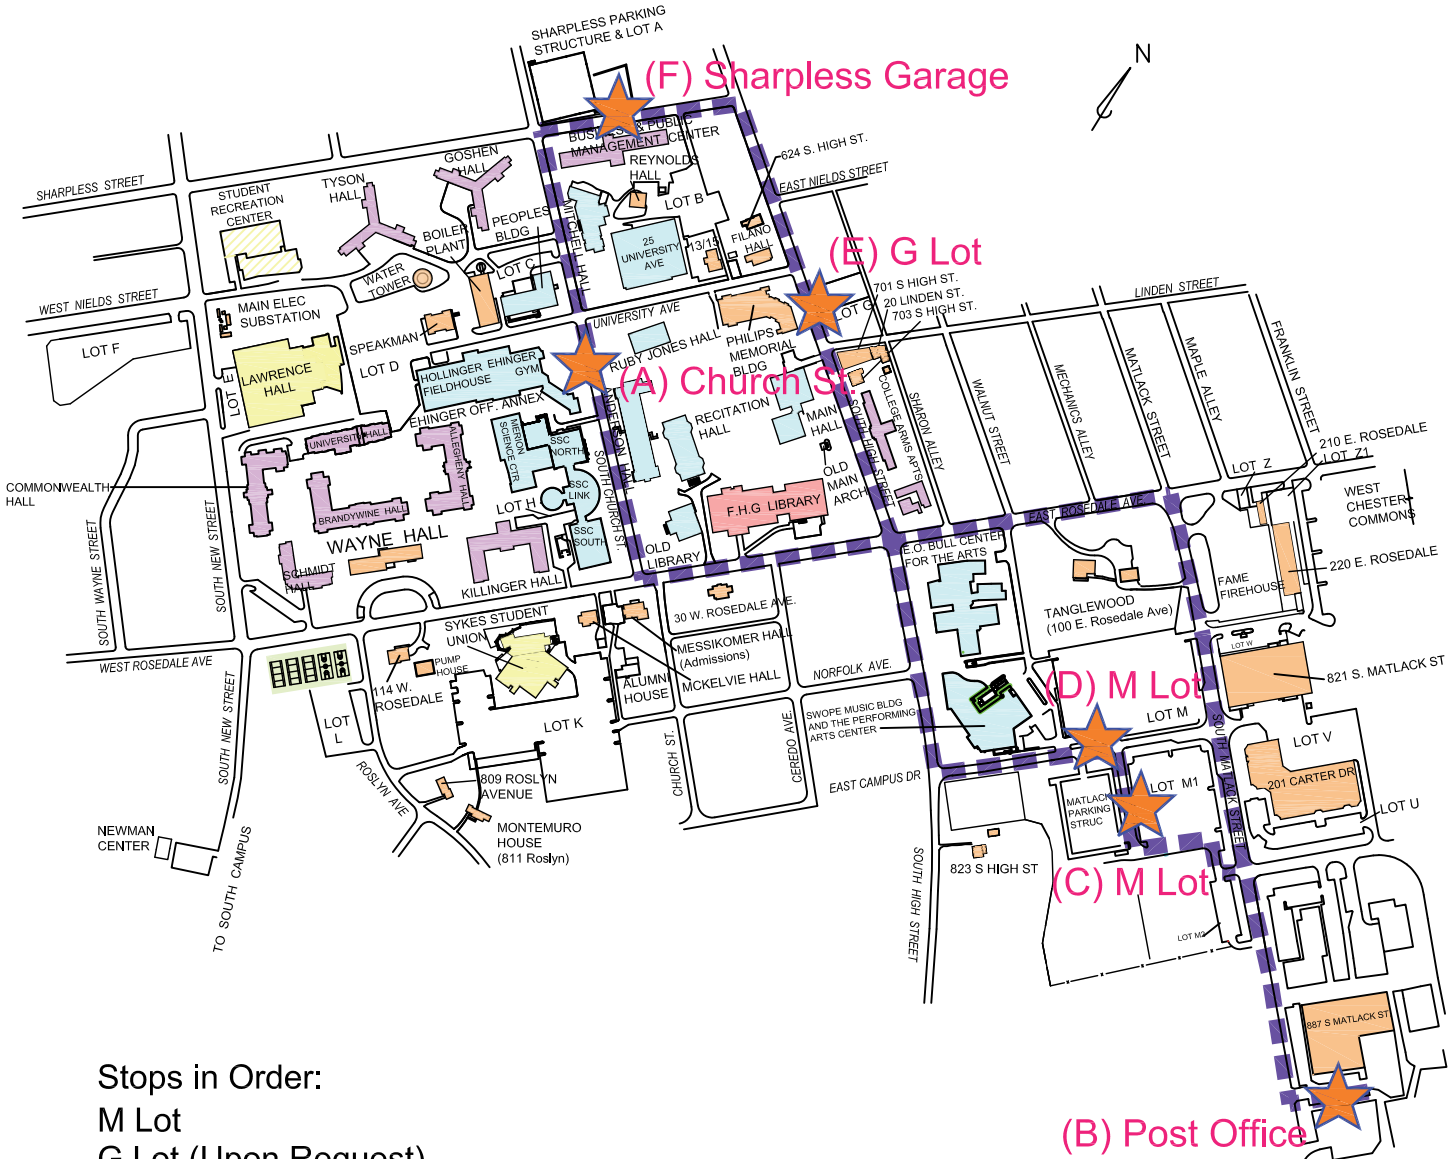 SHARPLESS PARKING
STRUCTURE & LOT A
(F) Sharpless Garage
N
BUSINESS & PUBLIC
MANAGEMENT CENTER
624 S. HIGH ST.
GOSHEN
HALL
REYNOLDS
HALL
SHARPLESS STREET
TYSON
HALL
STUDENT
RECREATION
CENTER
EAST NIELDS STREET
LOT B
PEOPLES
BLDG
MITCHELL HALL
BOILER
PLANT
25
UNIVERSITY
AVE
13/15
FILANO
HALL
(E) G Lot
LOT C
WATER
TOWER
WEST NIELDS STREET
MAIN ELEC
SUBSTATION
701 S HIGH ST.
20 LINDEN ST.
703 S HIGH ST.
LINDEN STREET
LOT G
UNIVERSITY AVE
PHILIPS
MEMORIAL
BLDG
RUBY JONES HALL
SPEAKMAN
LOT F
LOT D
LAWRENCE
HALL
LOT E
HOLLINGER
FIELDHOUSE
EHINGER
GYM
(A) Church St.
EHINGER OFF. ANNEX
ANDERSON HALL
RECITATION
HALL
MAIN
HALL
COLLEGE ARMS APTS
SHARON ALLEY
WALNUT STREET
MECHANICS ALLEY
MATLACK STREET
MAPLE ALLEY
FRANKLIN STREET
SOUTH HIGH STREET
UNIVERSITY HALL
ALLEGHENY HALL
MERION
SCIENCE CTR
SSC
NORTH
SSC
LINK
SSC
SOUTH
SOUTH CHURCH ST.
OLD
MAIN
ARCH
210 E. ROSEDALE
LOT Z1
LOT Z
WEST
CHESTER
COMMONS
COMMONWEALTH
HALL
BRANDYWINE HALL
LOT H
F.H.G LIBRARY
EAST ROSEDALE AVE.
WAYNE HALL
OLD
LIBRARY
E.O. BULL CENTER
FOR THE ARTS
220 E. ROSEDALE
SCHMIDT
HALL
KILLINGER HALL
FAME
FIREHOUSE
SOUTH WAYNE STREET
SOUTH NEW STREET
SYKES STUDENT
UNION
30 W. ROSEDALE AVE.
TANGLEWOOD
(100 E. Rosedale Ave)
MESSIKOMER HALL
(Admissions)
LOT W
WEST ROSEDALE AVE
PUMP
HOUSE
114 W.
ROSEDALE
ALUMNI
HOUSE
MCKELVIE HALL
NORFOLK AVE.
821 S. MATLACK ST
(D) M Lot
SWOPE MUSIC BLDG
AND THE PERFORMING
ARTS CENTER
LOT M
LOT
L
LOT K
SOUTH NEW STREET
ROSLYN AVE
CHURCH ST.
CEREDO AVE.
SOUTH MATLACK STREET
LOT V
EAST CAMPUS DR
809 ROSLYN
AVENUE
MATLACK
PARKING
STRUC
LOT M1
201 CARTER DR
LOT U
NEWMAN
CENTER
MONTEMURO
HOUSE
(811 Roslyn)
TO SOUTH CAMPUS
SOUTH HIGH STREET
823 S HIGH ST
(C) M Lot
LOT M2
887 S MATLACK ST
Stops in Order:
M Lot
G Lot (Upon Request)
(B) Post Office